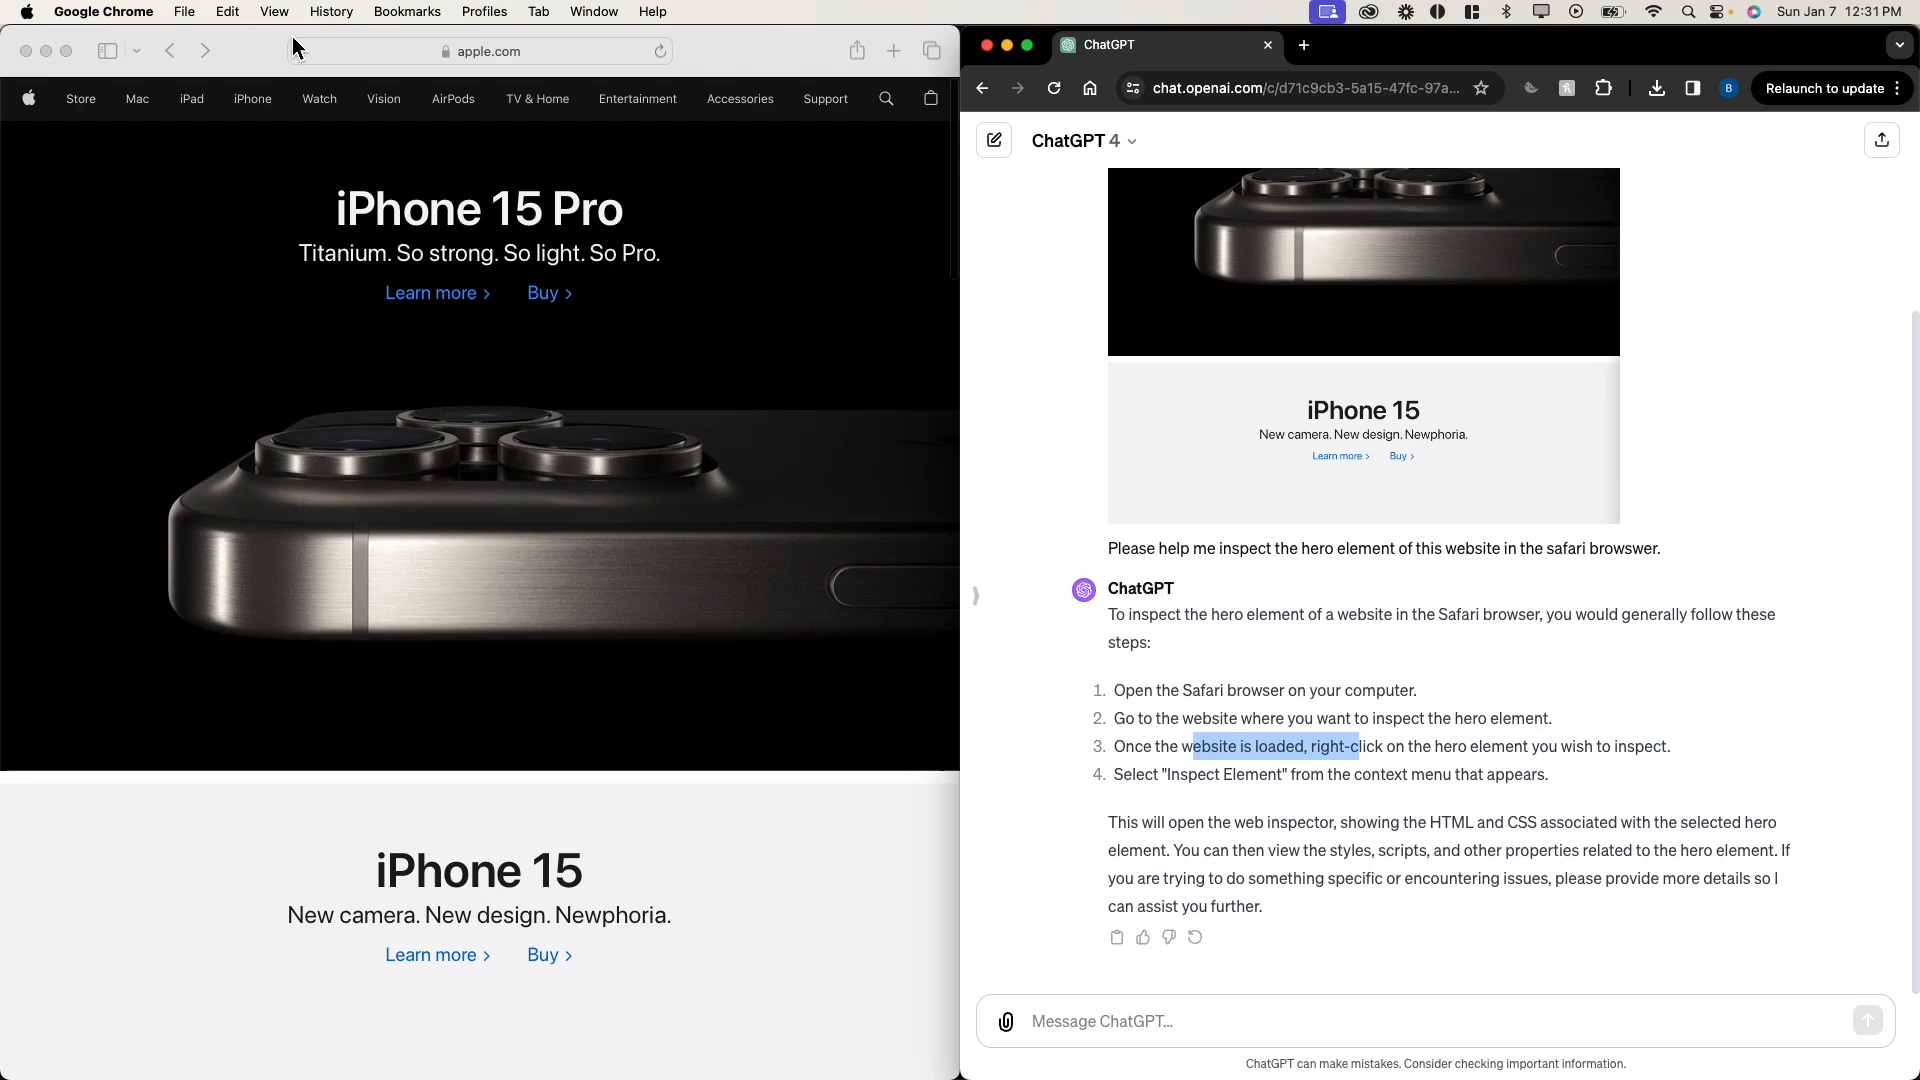 Google Chrome File Edit View History Bookmarks Profiles Tab Window Help Sun Jan 7 12:31 PM
apple.com
Store Mac iPad iPhone Watch Vision AirPods TV & Home Entertainment Accessories Support
iPhone 15 Pro
Titanium. So strong. So light. So Pro.
Learn more > Buy >
iPhone 15
New camera. New design. Newphoria.
Learn more > Buy >
ChatGPT
chat.openai.com/c/d71c9cb3-5a15-47fc-97a... B Relaunch to update
ChatGPT 4
iPhone 15
New camera. New design. Newphoria.
Learn more > Buy >
Please help me inspect the hero element of this website in the safari browswer.
ChatGPT
To inspect the hero element of a website in the Safari browser, you would generally follow these
steps:
1. Open the Safari browser on your computer.
2. Go to the website where you want to inspect the hero element.
3. Once the website is loaded, right-click on the hero element you wish to inspect.
4. Select "Inspect Element" from the context menu that appears.
This will open the web inspector, showing the HTML and CSS associated with the selected hero
element. You can then view the styles, scripts, and other properties related to the hero element. If
you are trying to do something specific or encountering issues, please provide more details so I
can assist you further.
Message ChatGPT...
ChatGPT can make mistakes. Consider checking important information.